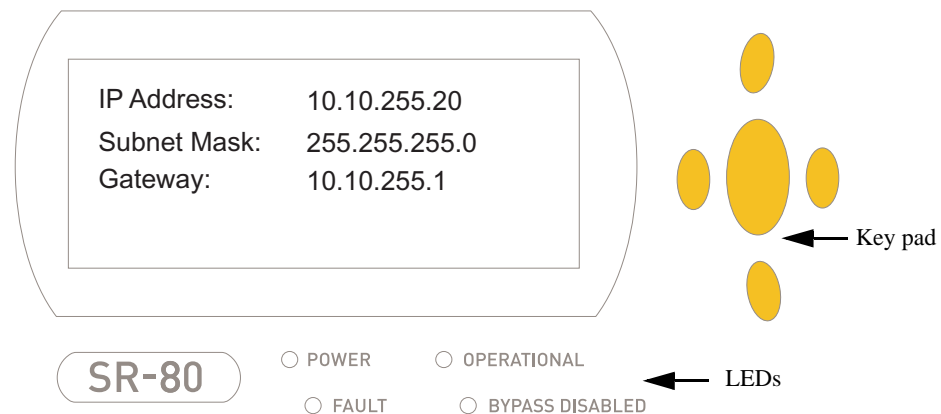 IP Address: 10.10.255.20
Subnet Mask: 255.255.255.0
Gateway: 10.10.255.1
Key pad
SR-80
POWER
OPERATIONAL
LEDs
FAULT
BYPASS DISABLED